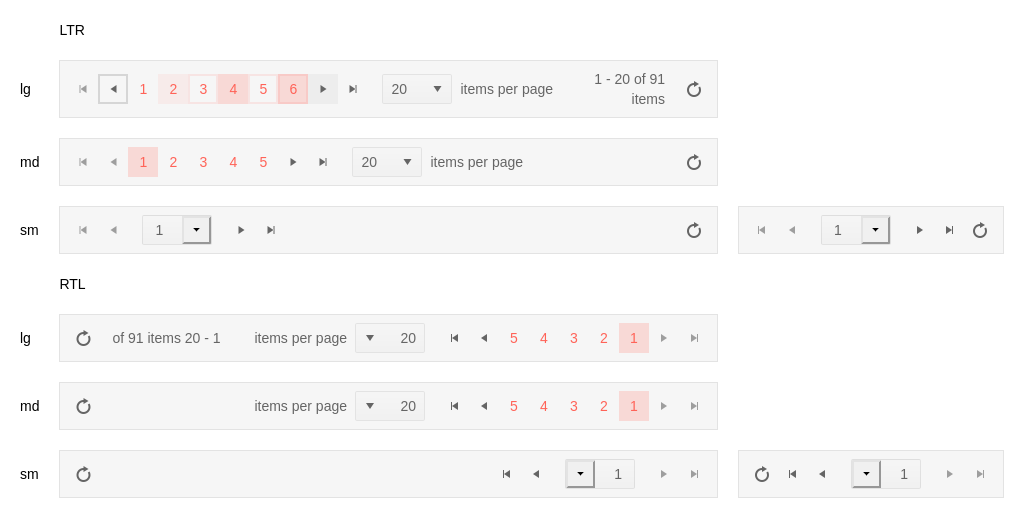 LTR
lg 1 2 3 4 5 6 20 items per page 1 - 20 of 91 items
md 1 2 3 4 5 20 items per page
sm 1 1
RTL
lg of 91 items 20 - 1 items per page 20 5 4 3 2 1
md items per page 20 5 4 3 2 1
sm 1 1